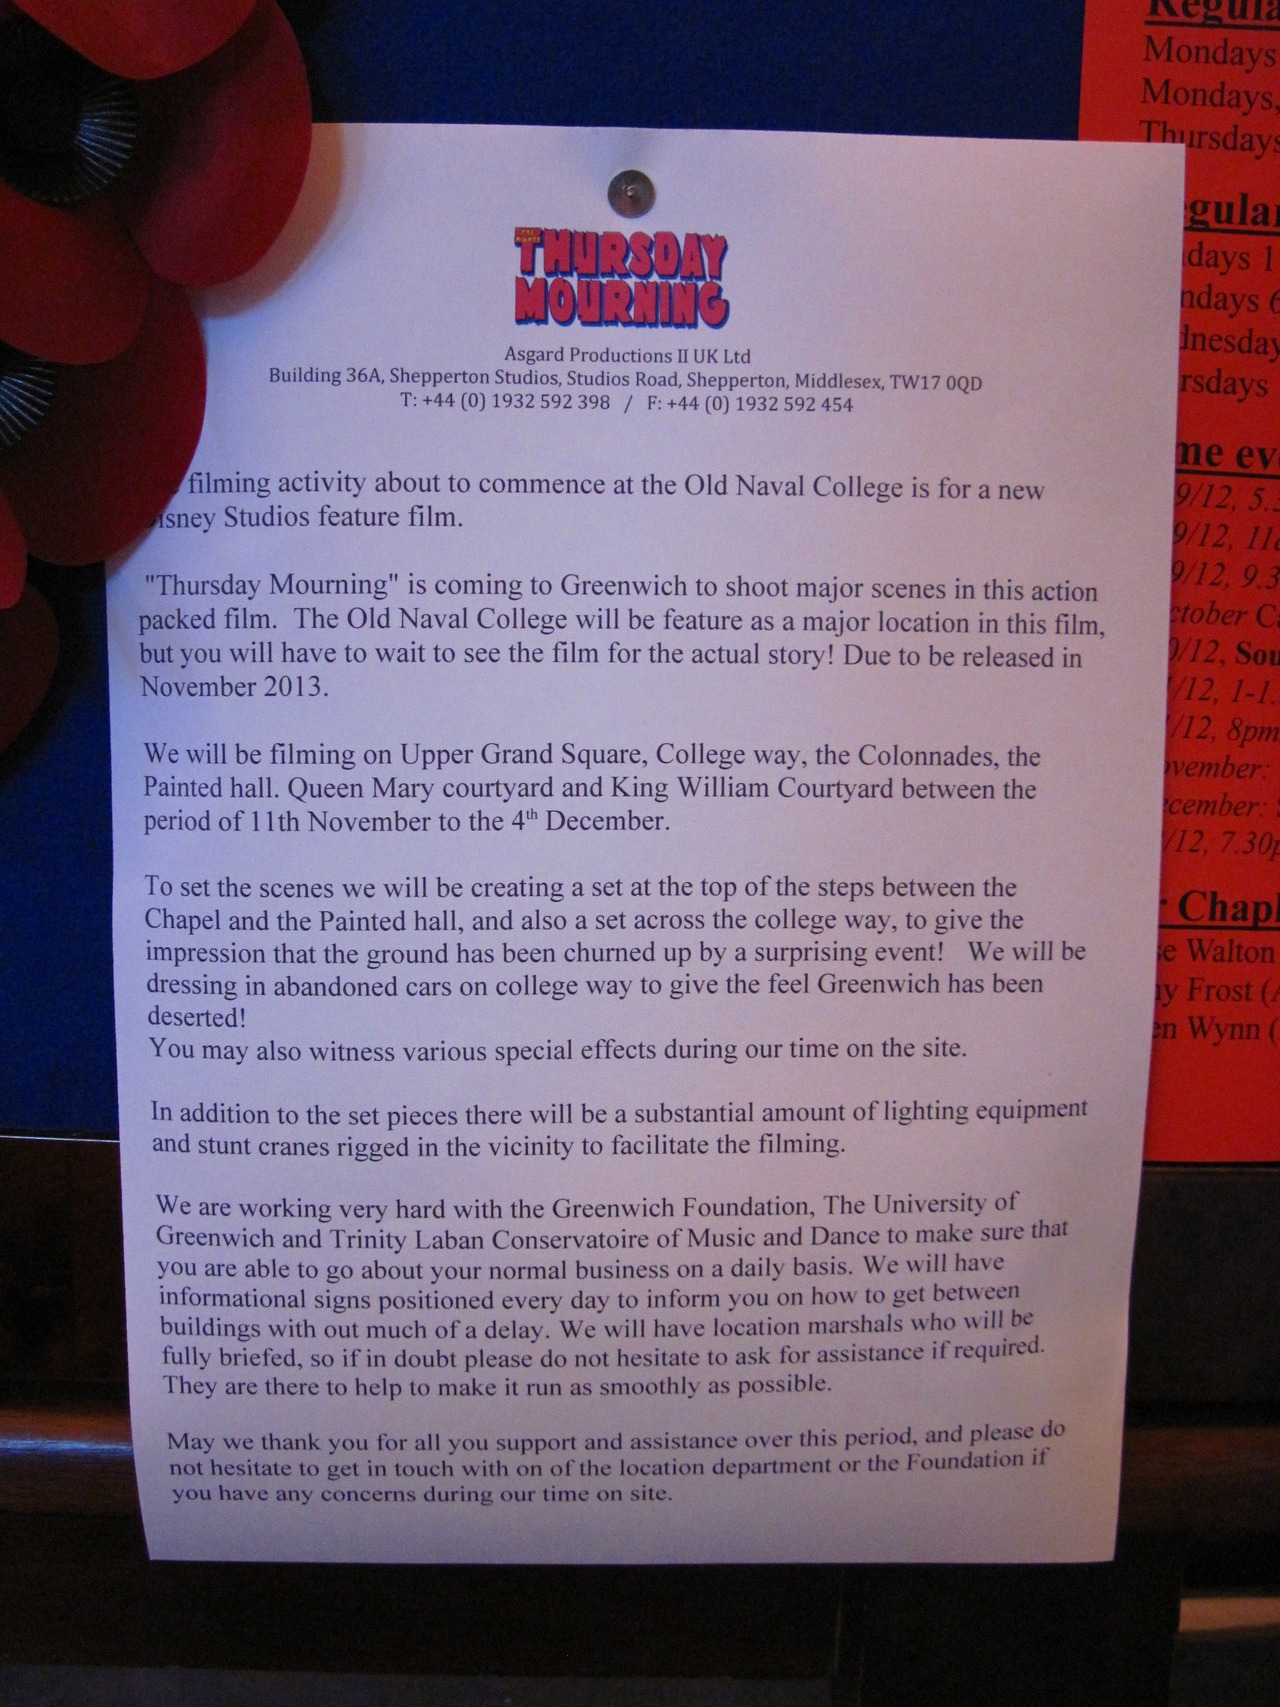 THE MIGHTY
THURSDAY
MOURNING
Asgard Productions II UK Ltd
Building 36A, Shepperton Studios, Studios Road, Shepperton, Middlesex, TW17 0QD
T: +44 (0) 1932 592 398 / F: +44 (0) 1932 592 454
filming activity about to commence at the Old Naval College is for a new
isney Studios feature film.
"Thursday Mourning" is coming to Greenwich to shoot major scenes in this action
packed film. The Old Naval College will be feature as a major location in this film,
but you will have to wait to see the film for the actual story! Due to be released in
November 2013.
We will be filming on Upper Grand Square, College way, the Colonnades, the
Painted hall. Queen Mary courtyard and King William Courtyard between the
period of 11th November to the 4th December.
To set the scenes we will be creating a set at the top of the steps between the
Chapel and the Painted hall, and also a set across the college way, to give the
impression that the ground has been churned up by a surprising event! We will be
dressing in abandoned cars on college way to give the feel Greenwich has been
deserted!
You may also witness various special effects during our time on the site.
In addition to the set pieces there will be a substantial amount of lighting equipment
and stunt cranes rigged in the vicinity to facilitate the filming.
We are working very hard with the Greenwich Foundation, The University of
Greenwich and Trinity Laban Conservatoire of Music and Dance to make sure that
you are able to go about your normal business on a daily basis. We will have
informational signs positioned every day to inform you on how to get between
buildings with out much of a delay. We will have location marshals who will be
fully briefed, so if in doubt please do not hesitate to ask for assistance if required.
They are there to help to make it run as smoothly as possible.
May we thank you for all you support and assistance over this period, and please do
not hesitate to get in touch with on of the location department or the Foundation if
you have any concerns during our time on site.
Regula
Mondays
Mondays,
Thursdays
gular
days 1
ndays 6
dnesday
rsdays
me ev
9/12, 5.
9/12, 11
9/12, 9.3
ctober C
/12, Sou
/12, 1-1.
/12, 8pm
vember:
ecember:
/12, 7.30p
Chapl
e Walton
y Frost (A
en Wynn (